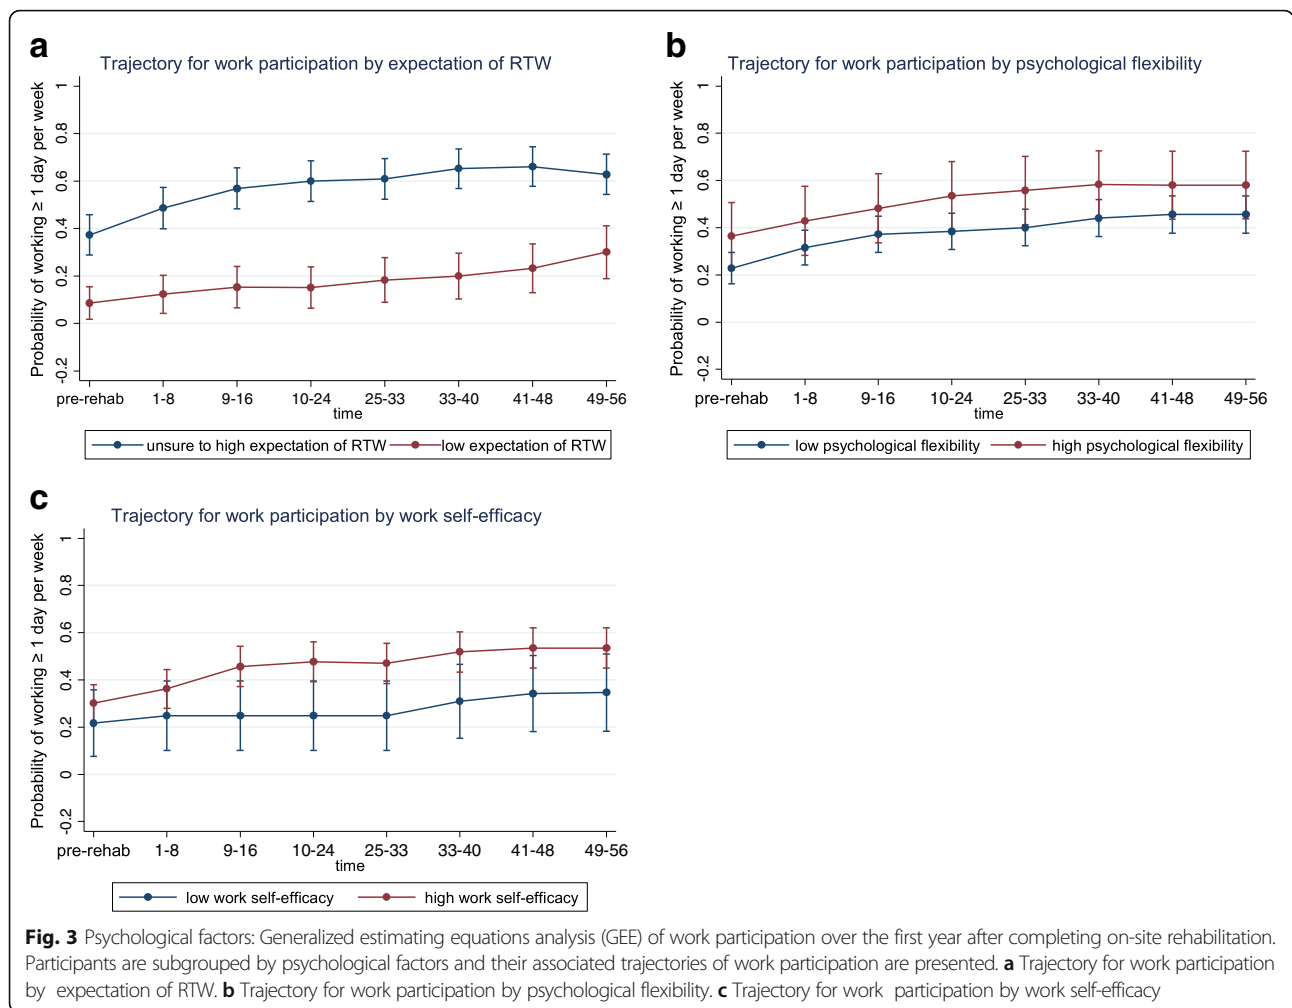 a
Trajectory for work participation by expectation of RTW
Probability of working ≥ 1 day per week
1
0.8
0.6
0.4
0.2
0
-0.2
pre-rehab 1-8 9-16 10-24 25-33 33-40 41-48 49-56
time
unsure to high expectation of RTW low expectation of RTW
b
Trajectory for work participation by psychological flexibility
Probability of working ≥ 1 day per week
1
0.8
0.6
0.4
0.2
0
-0.2
pre-rehab 1-8 9-16 10-24 25-33 33-40 41-48 49-56
time
low psychological flexibility high psychological flexibility
c
Trajectory for work participation by work self-efficacy
Probability of working ≥ 1 day per week
1
0.8
0.6
0.4
0.2
0
-0.2
pre-rehab 1-8 9-16 10-24 25-33 33-40 41-48 49-56
time
low work self-efficacy high work self-efficacy
Fig. 3 Psychological factors: Generalized estimating equations analysis (GEE) of work participation over the first year after completing on-site rehabilitation.
Participants are subgrouped by psychological factors and their associated trajectories of work participation are presented. a Trajectory for work participation
by expectation of RTW. b Trajectory for work participation by psychological flexibility. c Trajectory for work participation by work self-efficacy